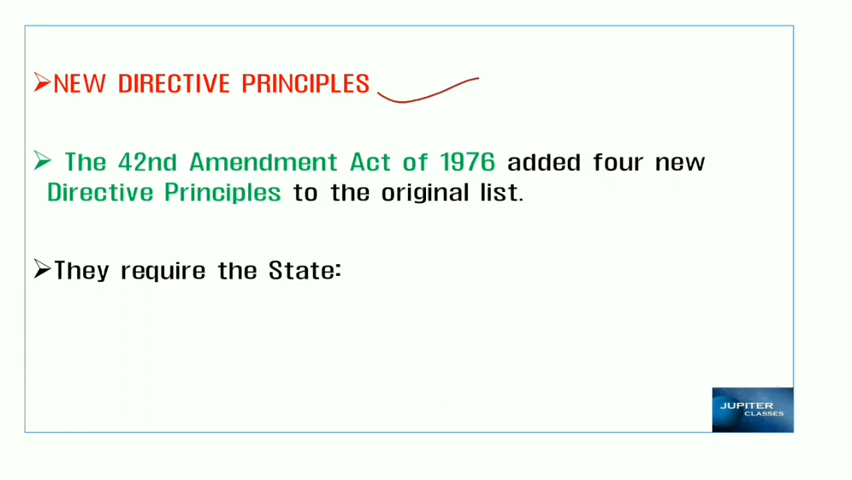 ➢NEW DIRECTIVE PRINCIPLES
➢ The 42nd Amendment Act of 1976 added four new
Directive Principles to the original list.
➢They require the State:
JUPITER
CLASSES